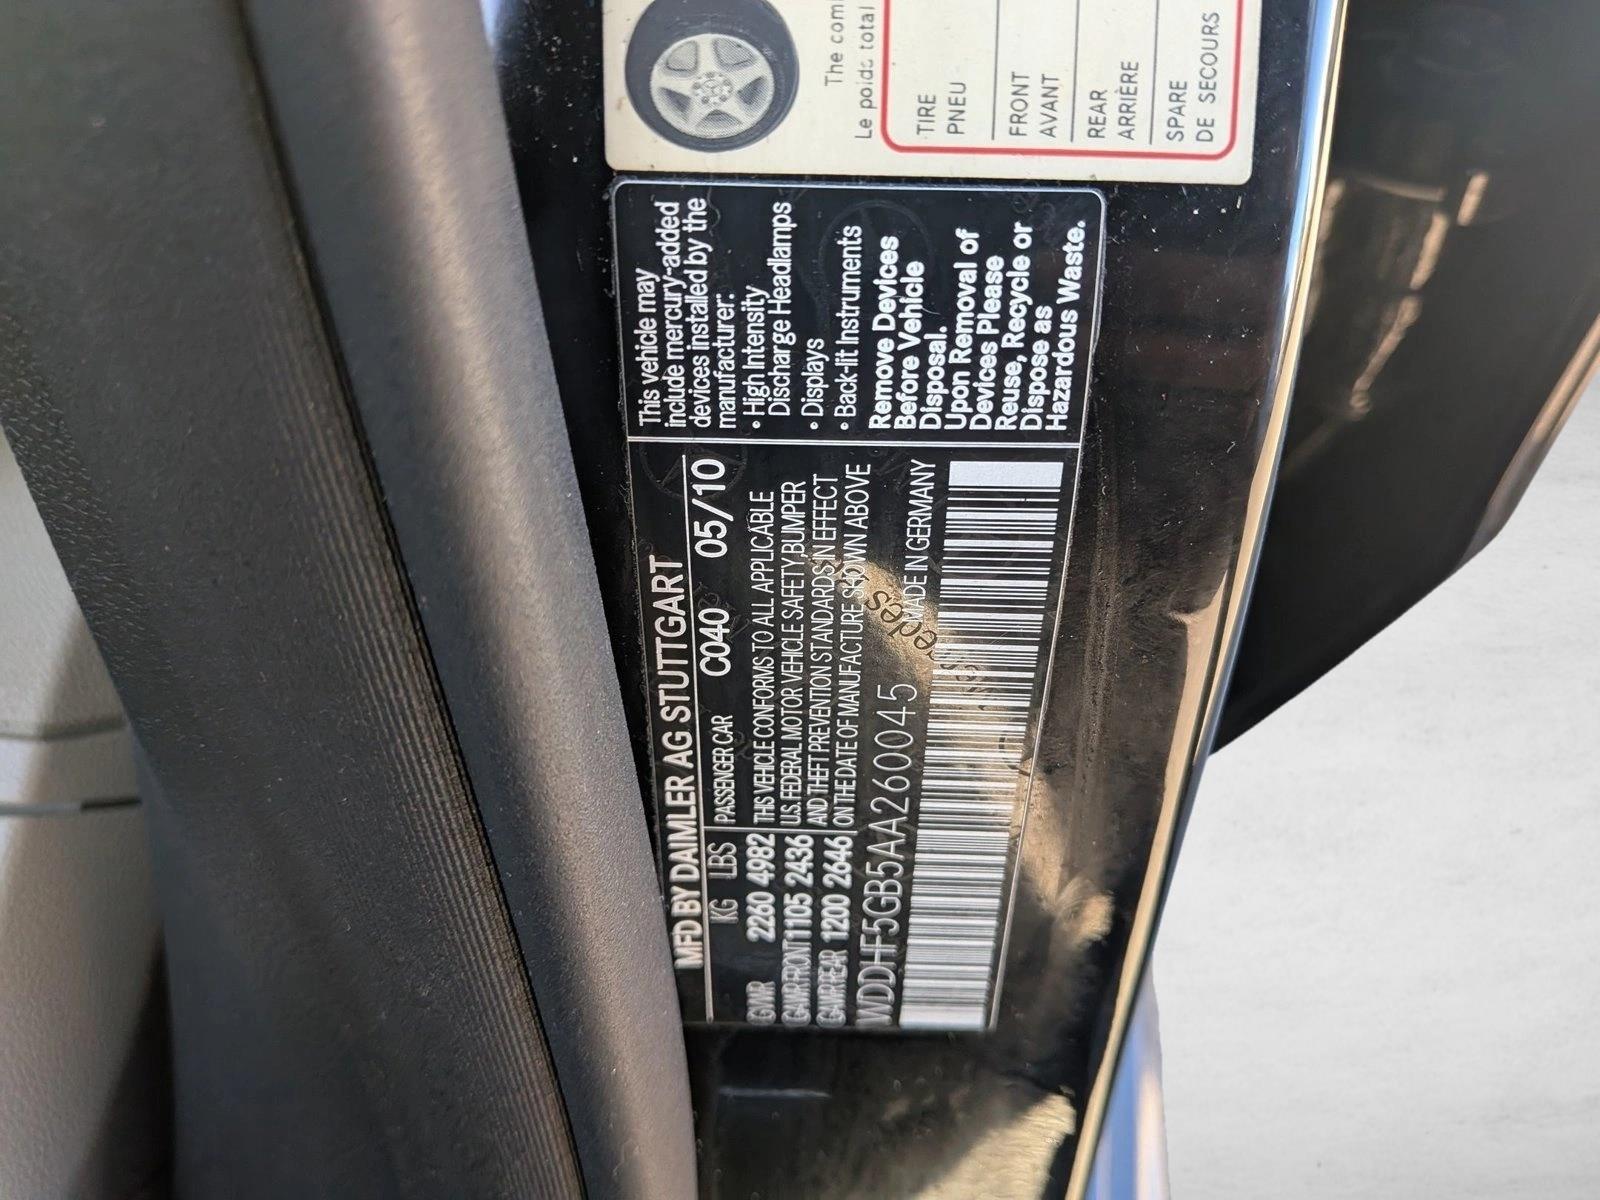 The com
Le poids total
TIRE
PNEU
FRONT
AVANT
REAR
ARRIÈRE
SPARE
DE SECOURS
MFD BY DAIMLER AG STUTTGART
KG LBS PASSENGER CAR C040 05/10
GVWR 2260 4982
GAWR FRONT 1105 2436
GAWR REAR 1200 2646
THIS VEHICLE CONFORMS TO ALL APPLICABLE
U.S. FEDERAL MOTOR VEHICLE SAFETY,BUMPER
AND THEFT PREVENTION STANDARDS IN EFFECT
ON THE DATE OF MANUFACTURE SHOWN ABOVE
WDDHF5GB5AA260045 MADE IN GERMANY
This vehicle may
include mercury-added
devices installed by the
manufacturer:
• High Intensity
Discharge Headlamps
• Displays
• Back-lit Instruments
Remove Devices
Before Vehicle
Disposal.
Upon Removal of
Devices Please
Reuse, Recycle or
Dispose as
Hazardous Waste.